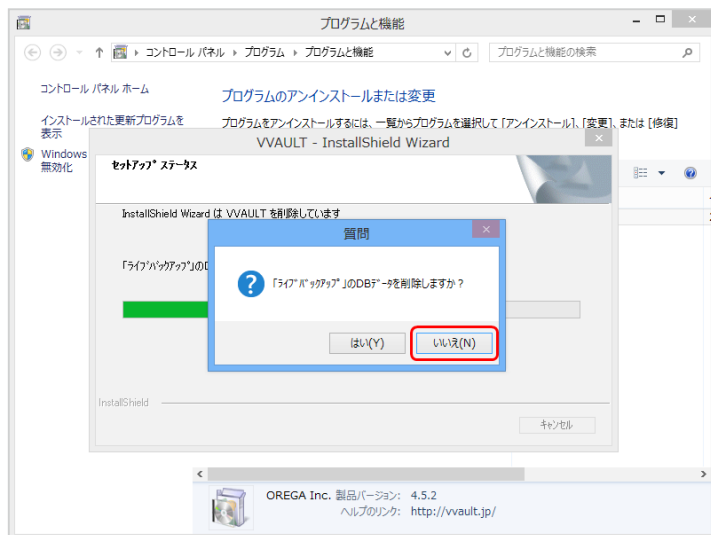 プログラムと機能
コントロール パネル ▸ プログラム ▸ プログラムと機能
プログラムと機能の検索
コントロール パネル ホーム
インストールされた更新プログラムを
表示
Windows
無効化
プログラムのアンインストールまたは変更
プログラムをアンインストールするには、一覧からプログラムを選択して [アンインストール]、[変更]、または [修復]
VVAULT - InstallShield Wizard
セットアップ ステータス
InstallShield Wizard は VVAULT を削除しています
「ライブバックアップ」のD
質問
「ライブバックアップ」のDBデータを削除しますか？
はい(Y)
いいえ(N)
InstallShield
キャンセル
OREGA Inc. 製品バージョン: 4.5.2
ヘルプのリンク: http://vvault.jp/